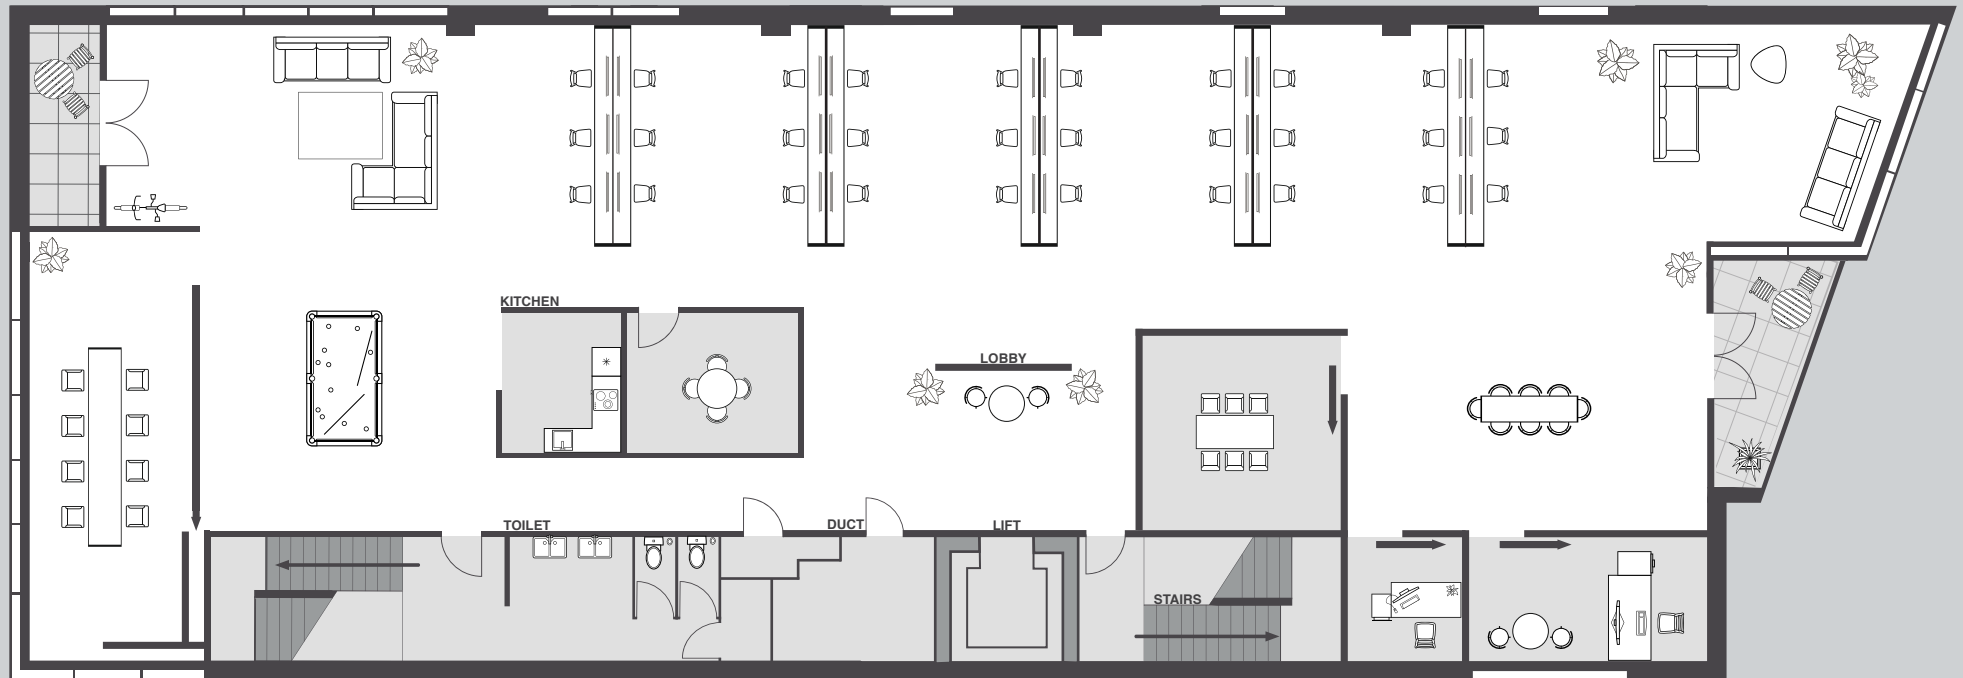 KITCHEN
LOBBY
TOILET
DUCT
LIFT
STAIRS